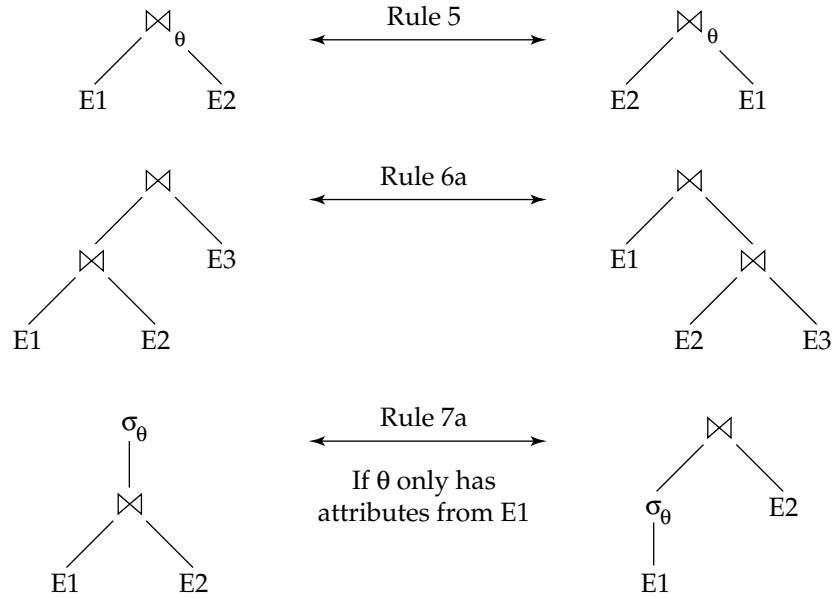 ⋈θ Rule 5 ⋈θ
E1 E2 E2 E1
⋈ Rule 6a ⋈
⋈ E3 E1 ⋈
E1 E2 E2 E3
σθ Rule 7a ⋈
If θ only has
attributes from E1
⋈ σθ E2
E1 E2 E1